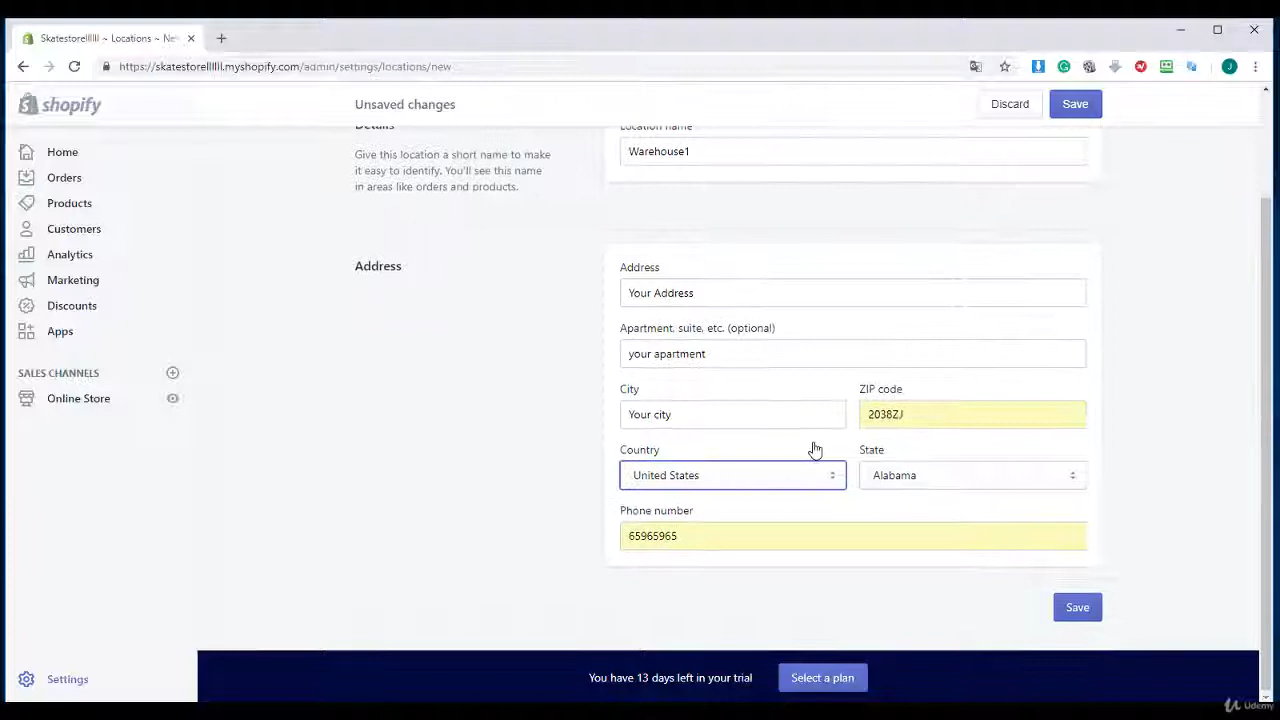 Skatestorellllll ~ Locations ~ Ne
https://skatestorellllll.myshopify.com/admin/settings/locations/new
J
shopify
Unsaved changes
Discard
Save
Home
Orders
Products
Customers
Analytics
Marketing
Discounts
Apps
SALES CHANNELS
Online Store
Settings
Details
Give this location a short name to make
it easy to identify. You'll see this name
in areas like orders and products.
Location name
Warehouse1
Address
Address
Your Address
Apartment, suite, etc. (optional)
your apartment
City
ZIP code
Your city
2038ZJ
Country
State
United States
Alabama
Phone number
65965965
Save
You have 13 days left in your trial
Select a plan
Udemy